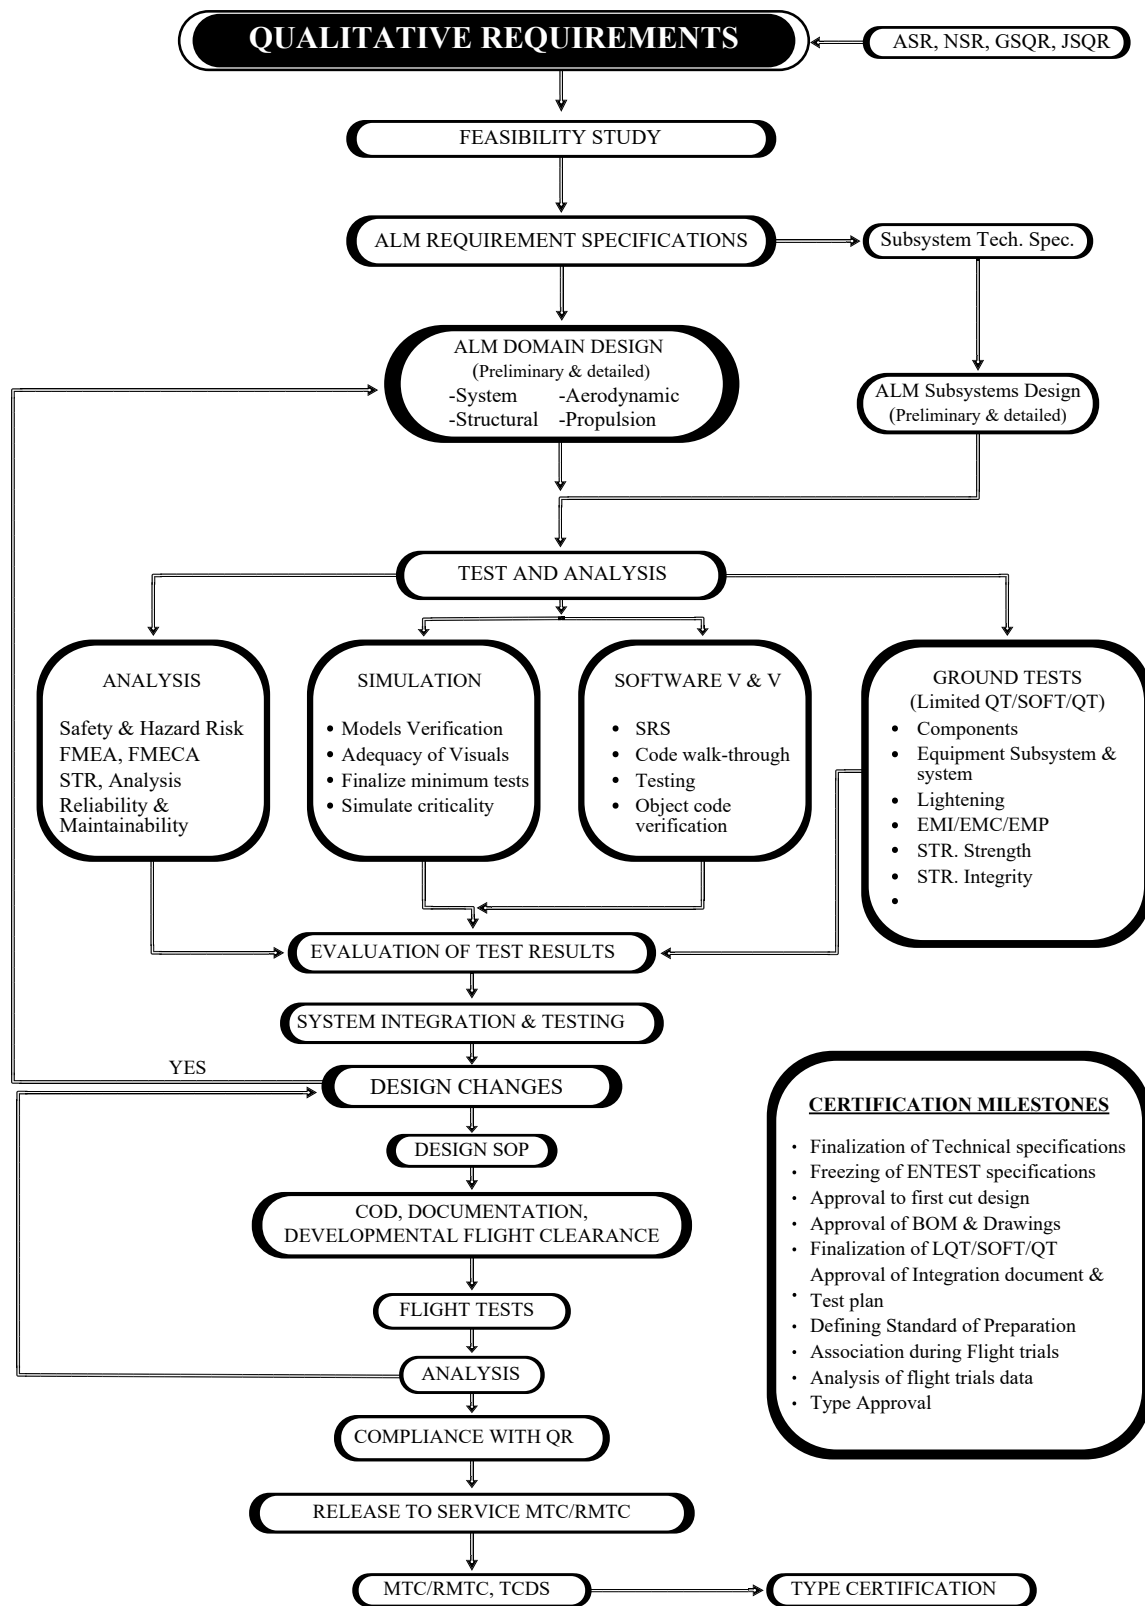 QUALITATIVE REQUIREMENTS
ASR, NSR, GSQR, JSQR
FEASIBILITY STUDY
ALM REQUIREMENT SPECIFICATIONS
Subsystem Tech. Spec.
ALM DOMAIN DESIGN
(Preliminary & detailed)
-System -Aerodynamic
-Structural -Propulsion
ALM Subsystems Design
(Preliminary & detailed)
TEST AND ANALYSIS
ANALYSIS
Safety & Hazard Risk
FMEA, FMECA
STR, Analysis
Reliability &
Maintainability
SIMULATION
• Models Verification
• Adequacy of Visuals
• Finalize minimum tests
• Simulate criticality
SOFTWARE V & V
• SRS
• Code walk-through
• Testing
• Object code
verification
GROUND TESTS
(Limited QT/SOFT/QT)
• Components
• Equipment Subsystem &
system
• Lightening
• EMI/EMC/EMP
• STR. Strength
• STR. Integrity
•
EVALUATION OF TEST RESULTS
SYSTEM INTEGRATION & TESTING
YES
DESIGN CHANGES
DESIGN SOP
COD, DOCUMENTATION,
DEVELOPMENTAL FLIGHT CLEARANCE
FLIGHT TESTS
ANALYSIS
COMPLIANCE WITH QR
RELEASE TO SERVICE MTC/RMTC
MTC/RMTC, TCDS
TYPE CERTIFICATION
CERTIFICATION MILESTONES
• Finalization of Technical specifications
• Freezing of ENTEST specifications
• Approval to first cut design
• Approval of BOM & Drawings
• Finalization of LQT/SOFT/QT
Approval of Integration document &
• Test plan
• Defining Standard of Preparation
• Association during Flight trials
• Analysis of flight trials data
• Type Approval